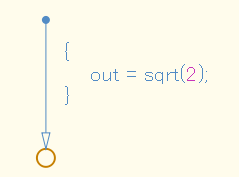 {
out = sqrt(2);
}